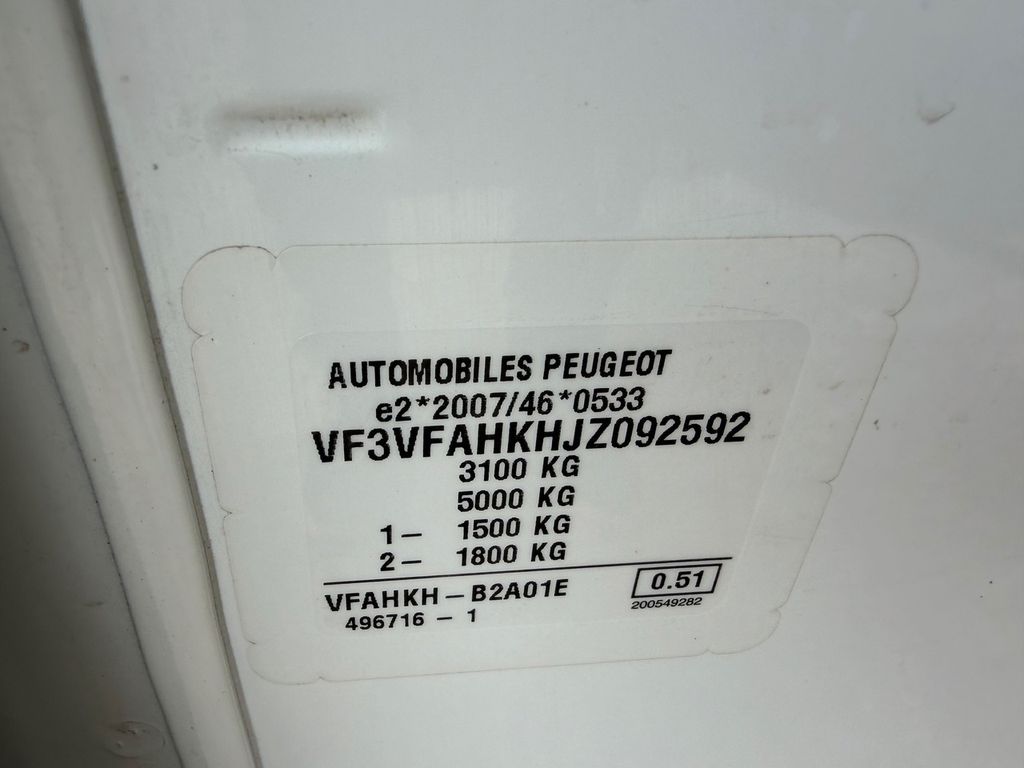 AUTOMOBILES PEUGEOT
e2*2007/46*0533
VF3VFAHKHJZ092592
3100 KG
5000 KG
1– 1500 KG
2– 1800 KG
VFAHKH – B2A01E 0.51
496716 – 1 200549282